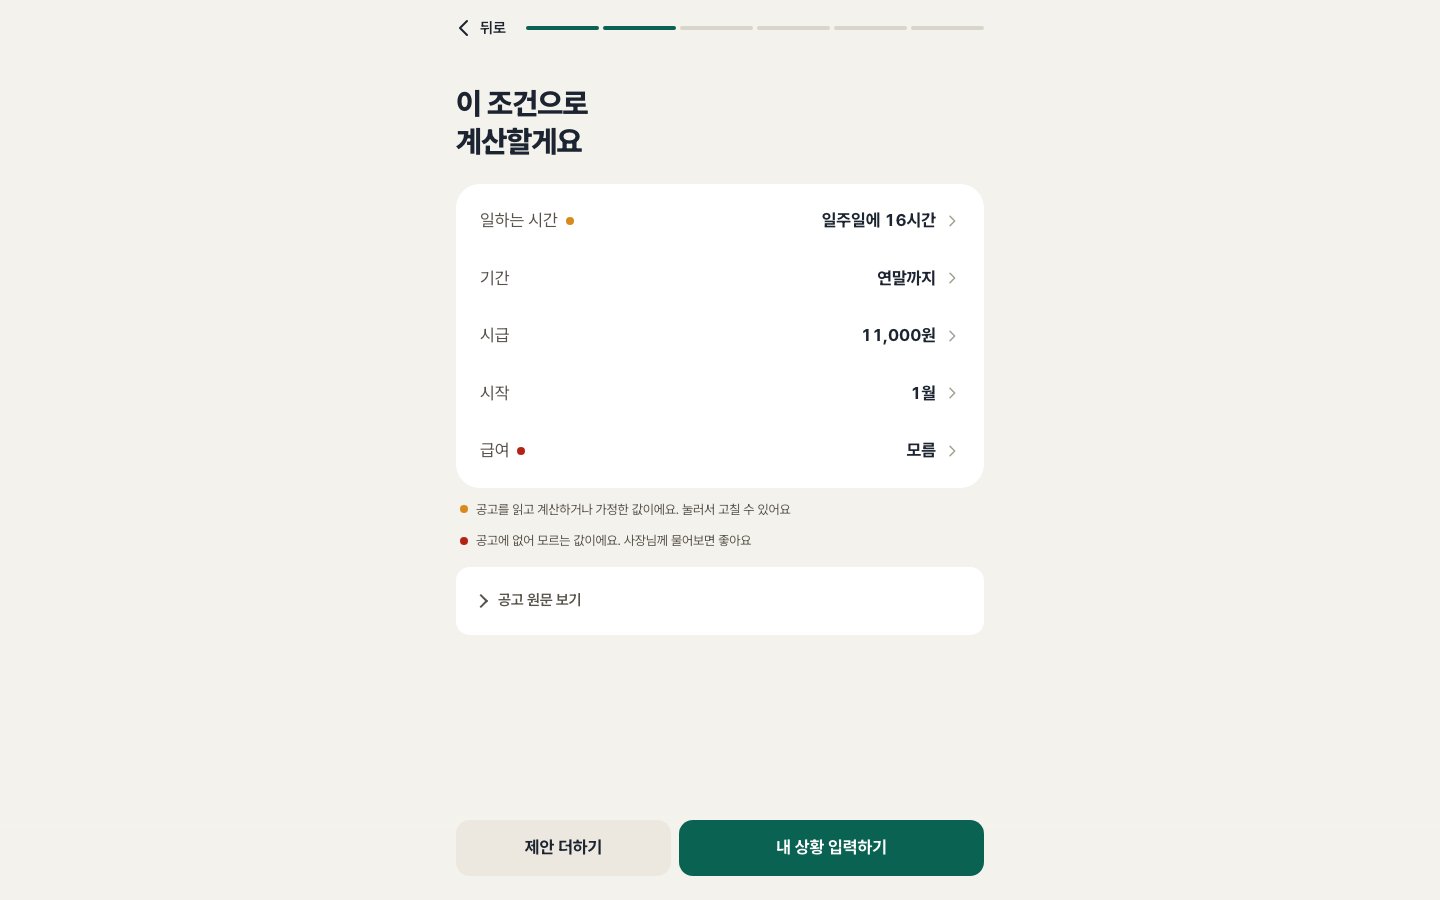 뒤로
이 조건으로
계산할게요
일하는 시간 일주일에 16시간
기간 연말까지
시급 11,000원
시작 1월
급여 모름
공고를 읽고 계산하거나 가정한 값이에요. 눌러서 고칠 수 있어요
공고에 없어 모르는 값이에요. 사장님께 물어보면 좋아요
공고 원문 보기
제안 더하기 내 상황 입력하기